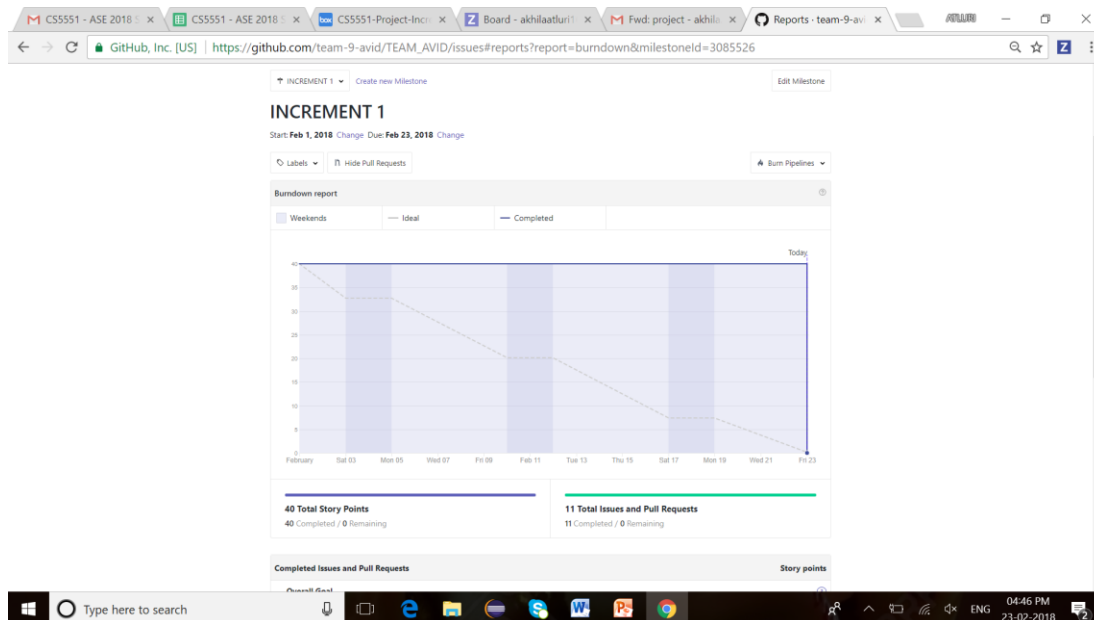 CS5551 - ASE 2018 S
CS5551 - ASE 2018 S
box CS5551-Project-Incre
Z Board - akhilaatluri1
Fwd: project - akhila
Reports · team-9-avi
GitHub, Inc. [US] https://github.com/team-9-avid/TEAM_AVID/issues#reports?report=burndown&milestoneId=3085526
Z
INCREMENT 1 Create new Milestone Edit Milestone
INCREMENT 1
Start: Feb 1, 2018 Change Due: Feb 23, 2018 Change
Labels Hide Pull Requests Burn Pipelines
Burndown report
Weekends Ideal Completed
Today
40
35
30
25
20
15
10
5
0
February Sat 03 Mon 05 Wed 07 Fri 09 Feb 11 Tue 13 Thu 15 Sat 17 Mon 19 Wed 21 Fri 23
40 Total Story Points 11 Total Issues and Pull Requests
40 Completed / 0 Remaining 11 Completed / 0 Remaining
Completed Issues and Pull Requests Story points
Overall Goal
Type here to search
ENG
04:46 PM
23-02-2018
2